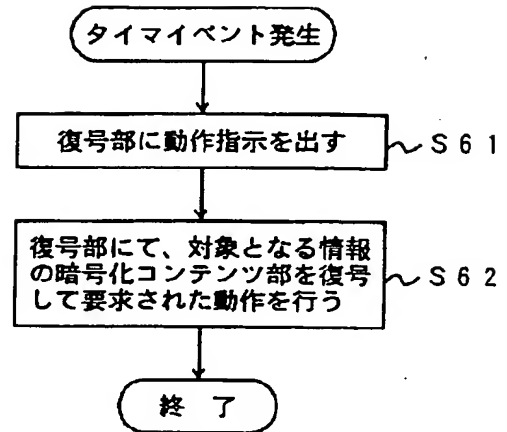 タイマイベント発生
復号部に動作指示を出す
S61
復号部にて、対象となる情報
の暗号化コンテンツ部を復号
して要求された動作を行う
S62
終了